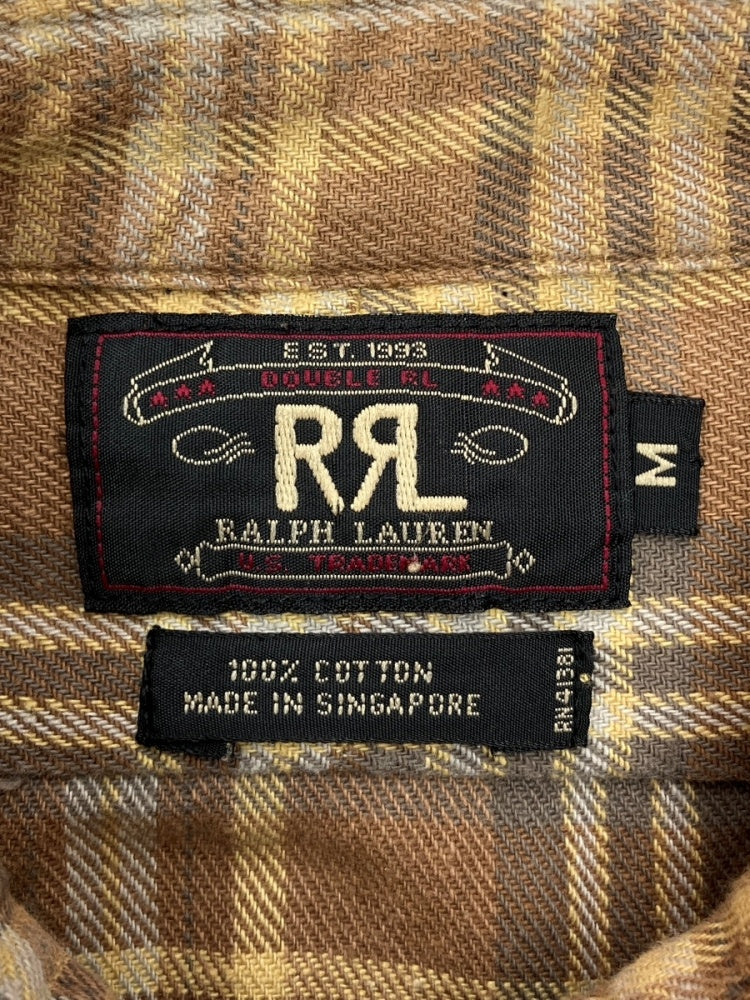 EST. 1993
DOUBLE RL
RRL
RALPH LAUREN
U.S. TRADEMARK
M
100% COTTON
MADE IN SINGAPORE
RN41381